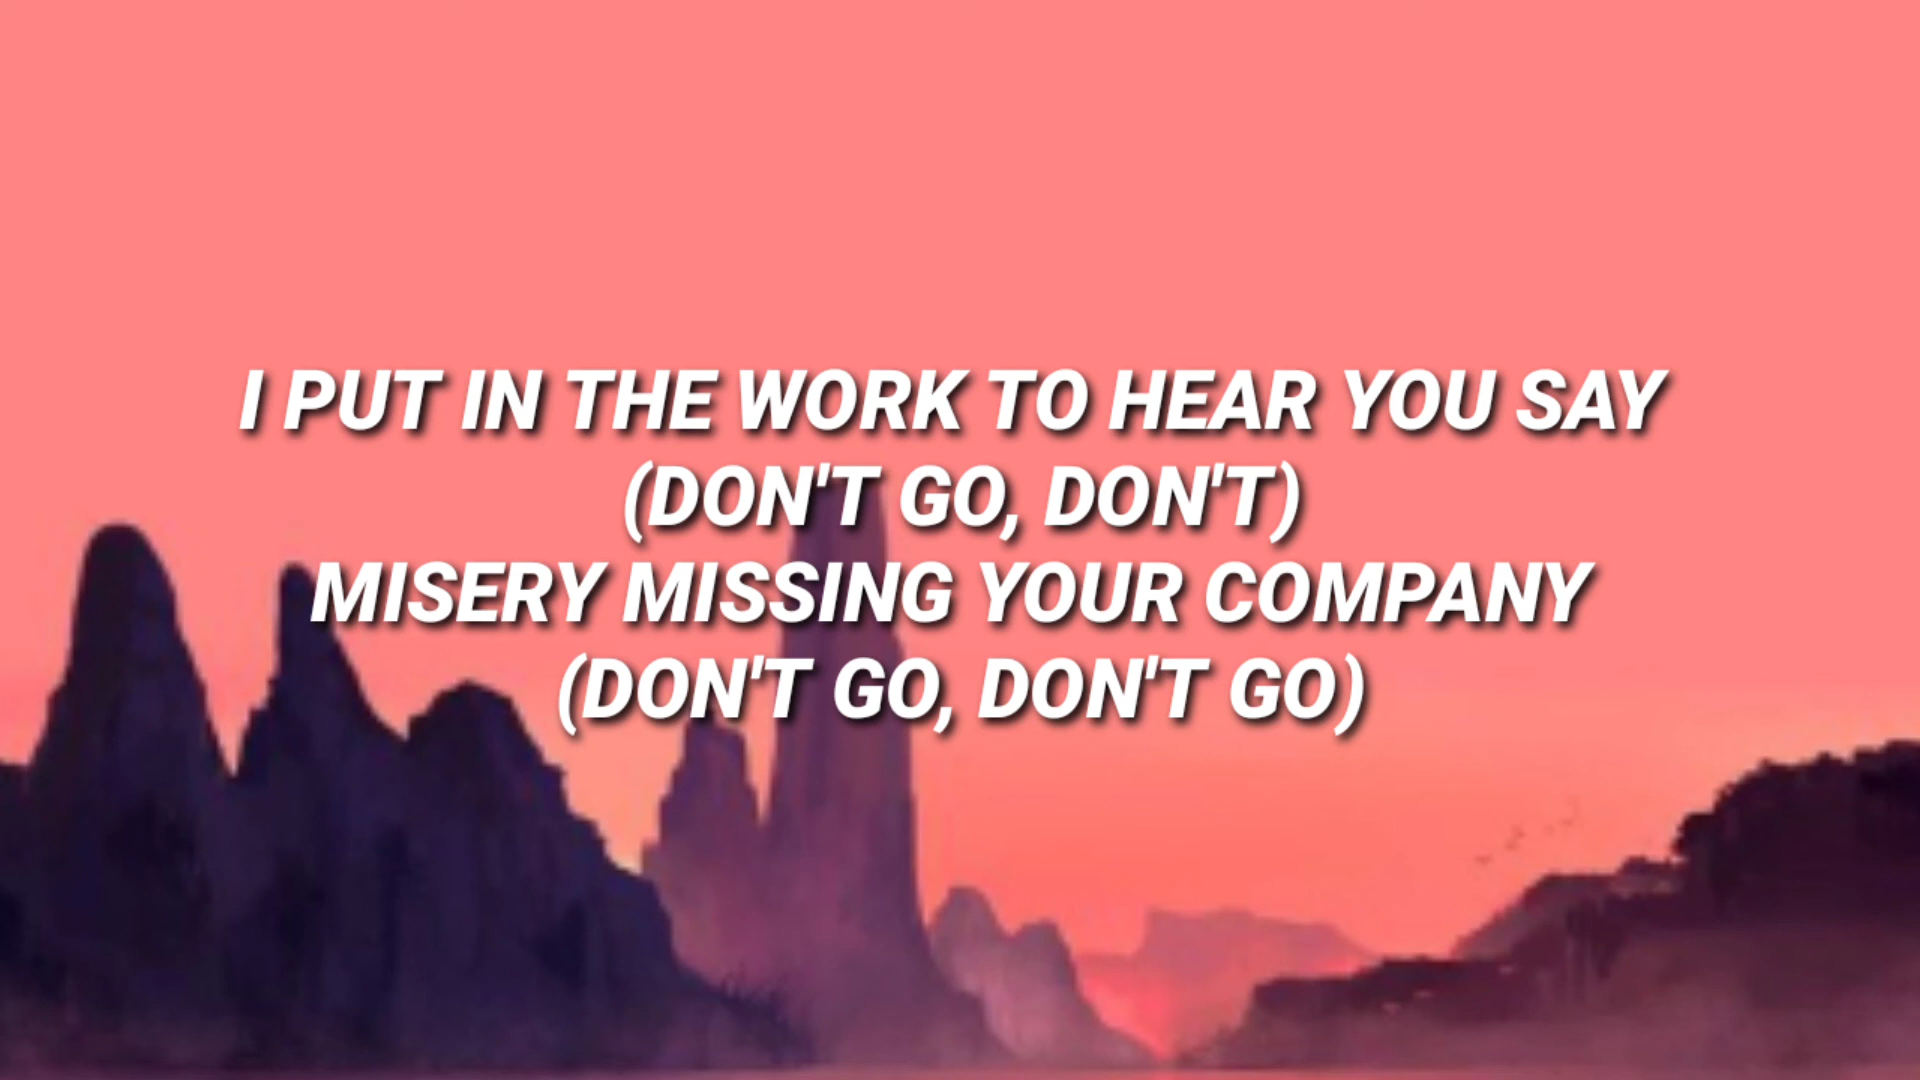 I PUT IN THE WORK TO HEAR YOU SAY
(DON'T GO, DON'T)
MISERY MISSING YOUR COMPANY
(DON'T GO, DON'T GO)